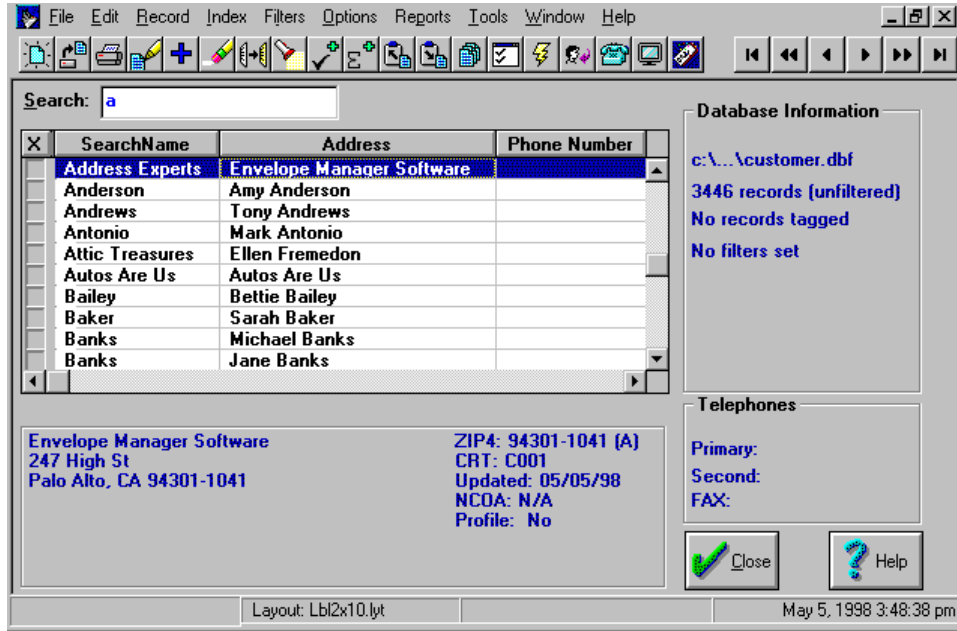 File Edit Record Index Filters Options Reports Tools Window Help
Search: a
Database Information
X SearchName Address Phone Number
Address Experts Envelope Manager Software
Anderson Amy Anderson
Andrews Tony Andrews
Antonio Mark Antonio
Attic Treasures Ellen Fremedon
Autos Are Us Autos Are Us
Bailey Bettie Bailey
Baker Sarah Baker
Banks Michael Banks
Banks Jane Banks
c:\...\customer.dbf
3446 records (unfiltered)
No records tagged
No filters set
Envelope Manager Software
247 High St
Palo Alto, CA 94301-1041
ZIP4: 94301-1041 (A)
CRT: C001
Updated: 05/05/98
NCOA: N/A
Profile: No
Telephones
Primary:
Second:
FAX:
Close Help
Layout: Lbl2x10.lyt May 5, 1998 3:48:38 pm